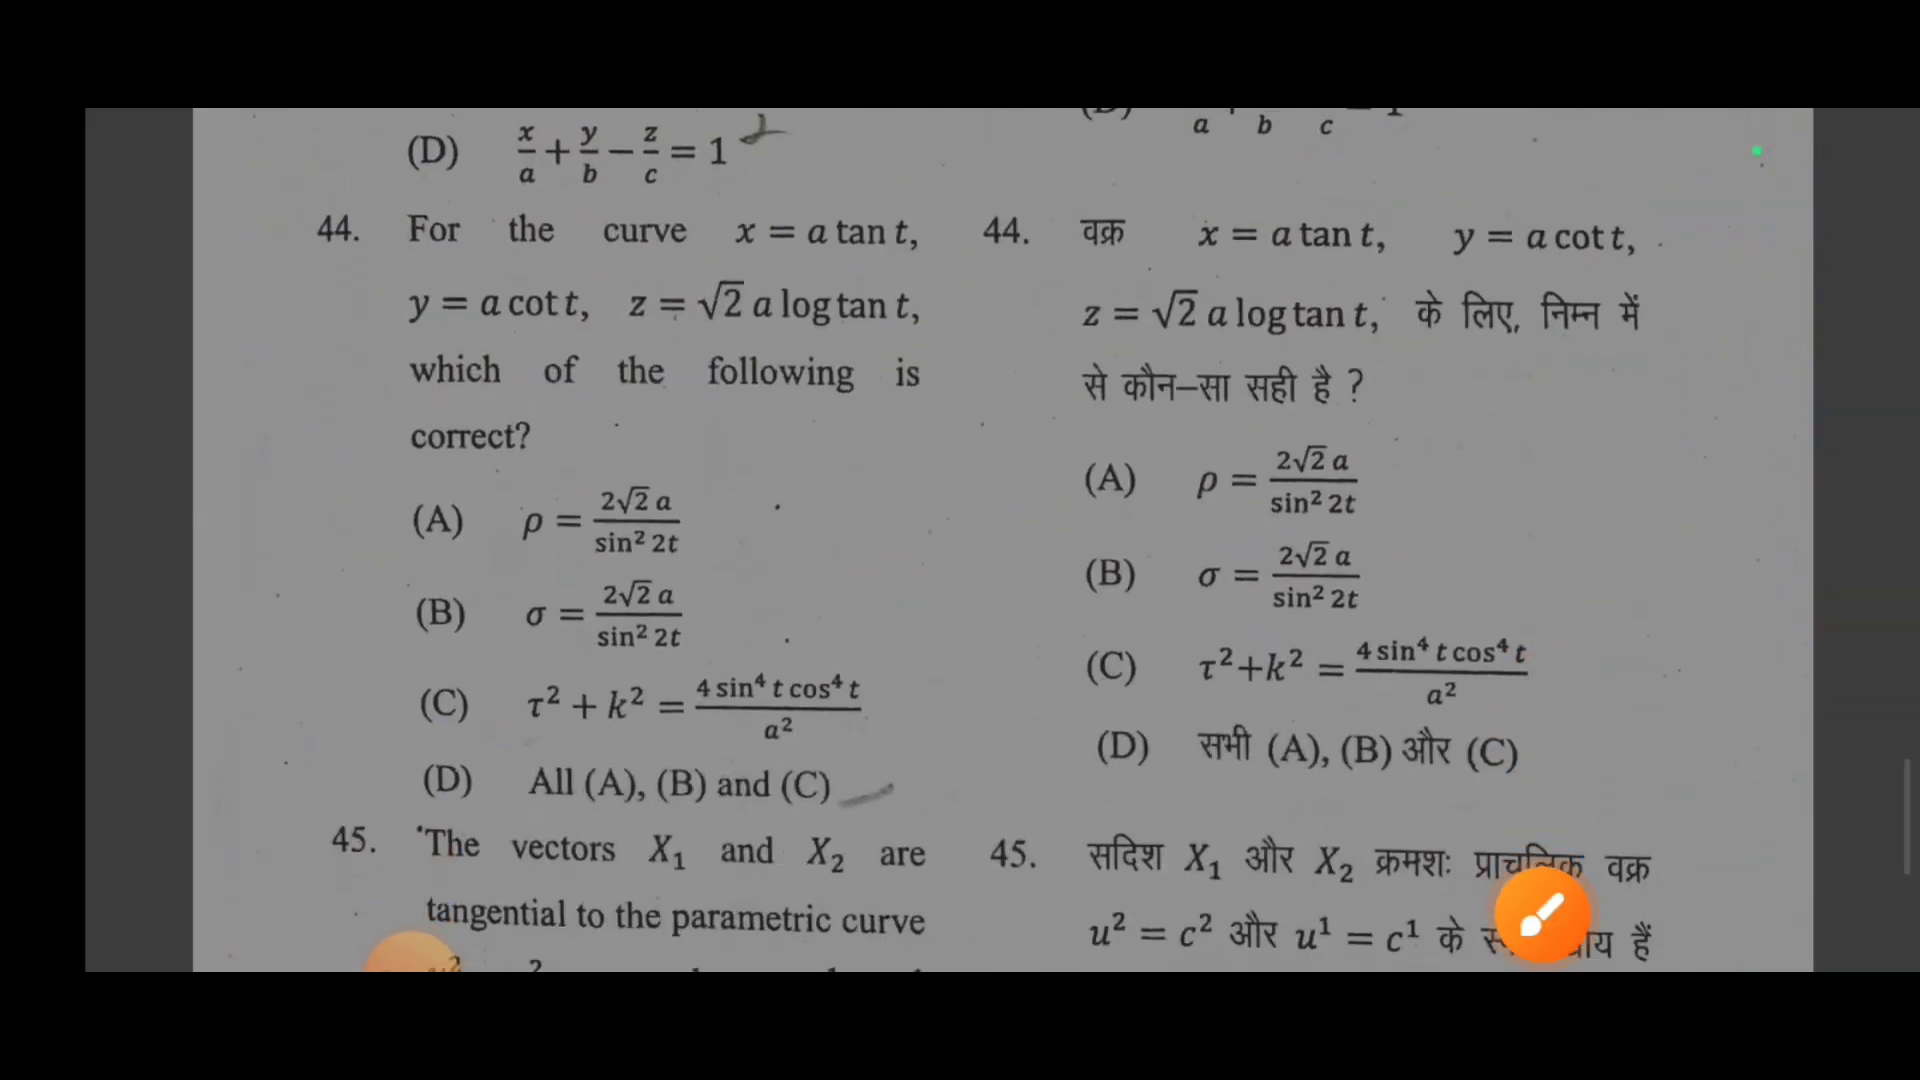 (D) x/a + y/b − z/c = 1
a b c
44. For the curve x = a tan t,
y = a cot t, z = √2 a log tan t,
which of the following is
correct?
(A) ρ = 2√2 a / sin² 2t
(B) σ = 2√2 a / sin² 2t
(C) τ² + k² = 4 sin⁴ t cos⁴ t / a²
(D) All (A), (B) and (C)
45. The vectors X₁ and X₂ are
tangential to the parametric curve
44. वक्र x = a tan t, y = a cot t,
z = √2 a log tan t, के लिए, निम्न में
से कौन–सा सही है ?
(A) ρ = 2√2 a / sin² 2t
(B) σ = 2√2 a / sin² 2t
(C) τ²+k² = 4 sin⁴ t cos⁴ t / a²
(D) सभी (A), (B) और (C)
45. सदिश X₁ और X₂ क्रमशः प्राचलिक वक्र
u² = c² और u¹ = c¹ के हैं